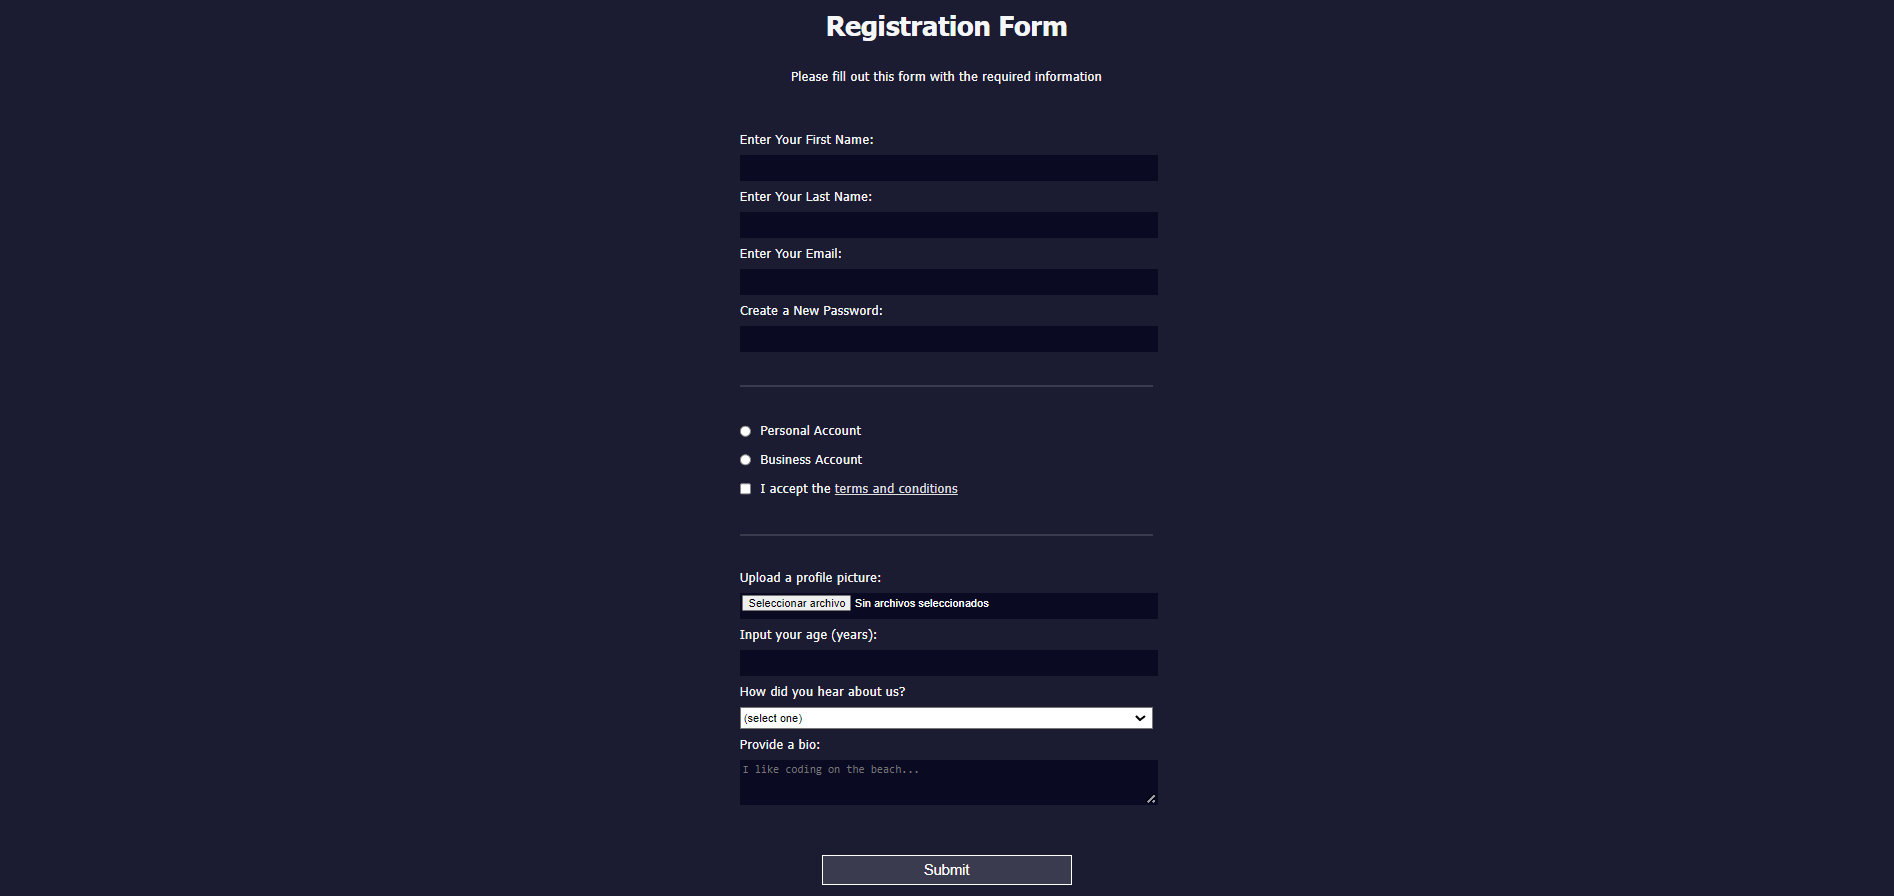 Registration Form
Please fill out this form with the required information
Enter Your First Name:
Enter Your Last Name:
Enter Your Email:
Create a New Password:
Personal Account
Business Account
I accept the terms and conditions
Upload a profile picture:
Seleccionar archivo Sin archivos seleccionados
Input your age (years):
How did you hear about us?
(select one)
Provide a bio:
I like coding on the beach...
Submit